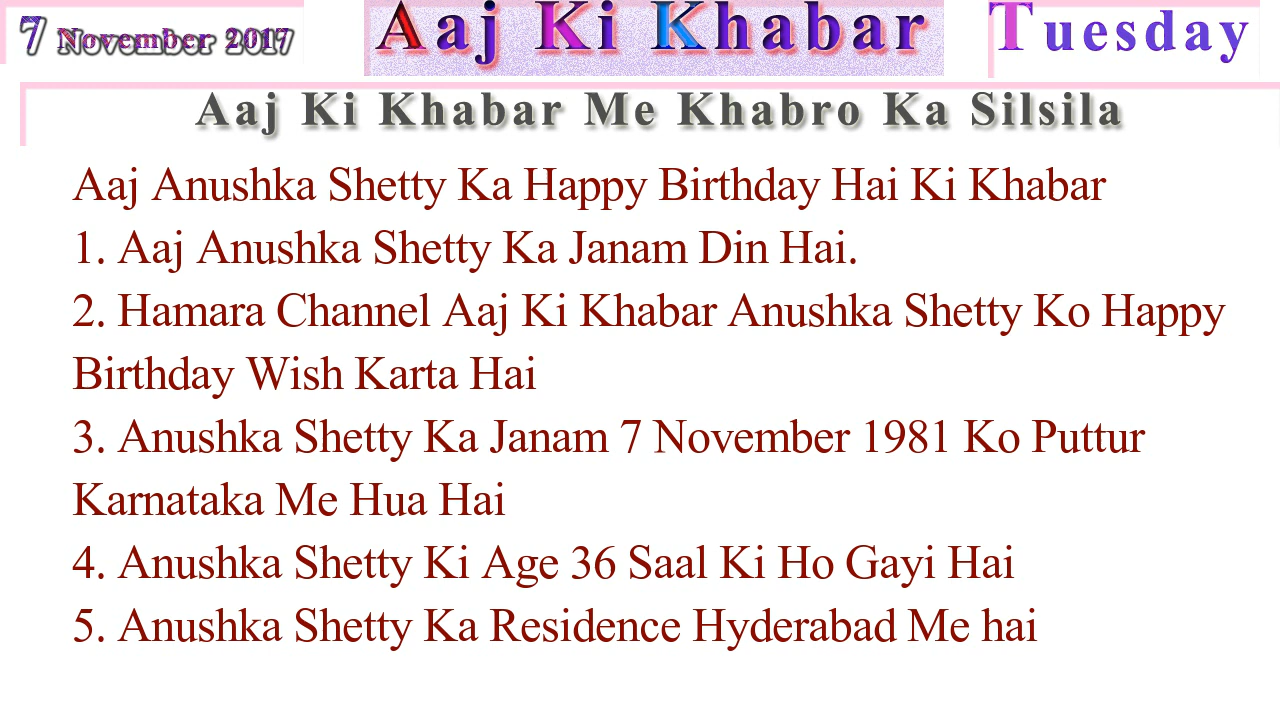 7 November 2017
Aaj Ki Khabar
Tuesday
Aaj Ki Khabar Me Khabro Ka Silsila
Aaj Anushka Shetty Ka Happy Birthday Hai Ki Khabar
1. Aaj Anushka Shetty Ka Janam Din Hai.
2. Hamara Channel Aaj Ki Khabar Anushka Shetty Ko Happy
Birthday Wish Karta Hai
3. Anushka Shetty Ka Janam 7 November 1981 Ko Puttur
Karnataka Me Hua Hai
4. Anushka Shetty Ki Age 36 Saal Ki Ho Gayi Hai
5. Anushka Shetty Ka Residence Hyderabad Me hai